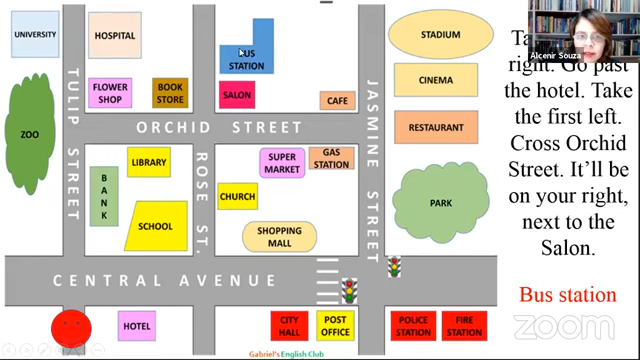 UNIVERSITY
HOSPITAL
BUS
STATION
STADIUM
Alcenir Souza
right. Go past
the hotel. Take
the first left.
Cross Orchid
Street. It'll be
on your right,
next to the
Salon.
Bus station
CINEMA
FLOWER
SHOP
BOOK
STORE
SALON
CAFE
ZOO
TULIP STREET
ORCHID STREET
JASMINE STREET
RESTAURANT
LIBRARY
ROSE ST.
SUPER
MARKET
GAS
STATION
BANK
CHURCH
PARK
SCHOOL
SHOPPING
MALL
CENTRAL AVENUE
HOTEL
CITY
HALL
POST
OFFICE
POLICE
STATION
FIRE
STATION
zoom
Gabriel's English Club